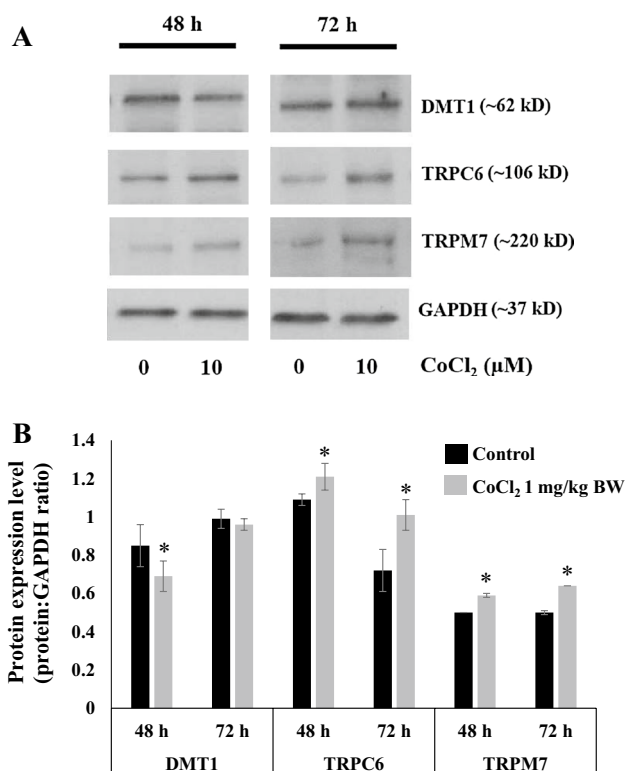 A
48 h 72 h
DMT1 (~62 kD)
TRPC6 (~106 kD)
TRPM7 (~220 kD)
GAPDH (~37 kD)
0 10 0 10 CoCl₂ (µM)
B
Protein expression level
(protein:GAPDH ratio)
1.4
1.2
1
0.8
0.6
0.4
0.2
0
* * * * *
Control
CoCl₂ 1 mg/kg BW
48 h 72 h 48 h 72 h 48 h 72 h
DMT1 TRPC6 TRPM7